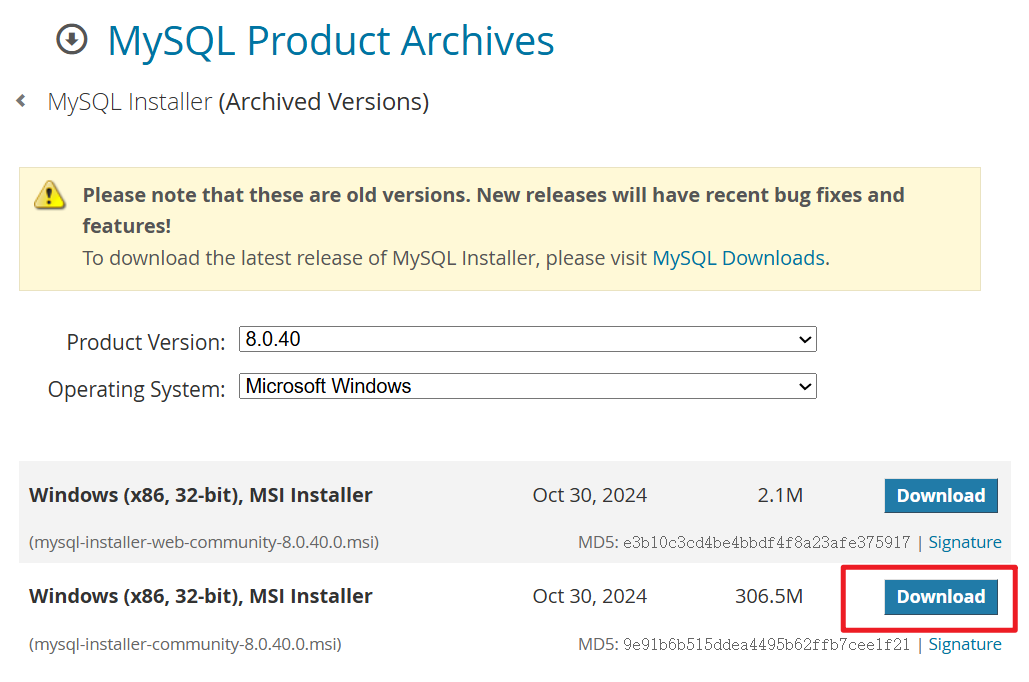 MySQL Product Archives
MySQL Installer (Archived Versions)
Please note that these are old versions. New releases will have recent bug fixes and
features!
To download the latest release of MySQL Installer, please visit MySQL Downloads.
Product Version: 8.0.40
Operating System: Microsoft Windows
Windows (x86, 32-bit), MSI Installer Oct 30, 2024 2.1M Download
(mysql-installer-web-community-8.0.40.0.msi) MD5: e3b10c3cd4be4bbdf4f8a23afe375917 | Signature
Windows (x86, 32-bit), MSI Installer Oct 30, 2024 306.5M Download
(mysql-installer-community-8.0.40.0.msi) MD5: 9e91b6b515ddea4495b62ffb7cee1f21 | Signature